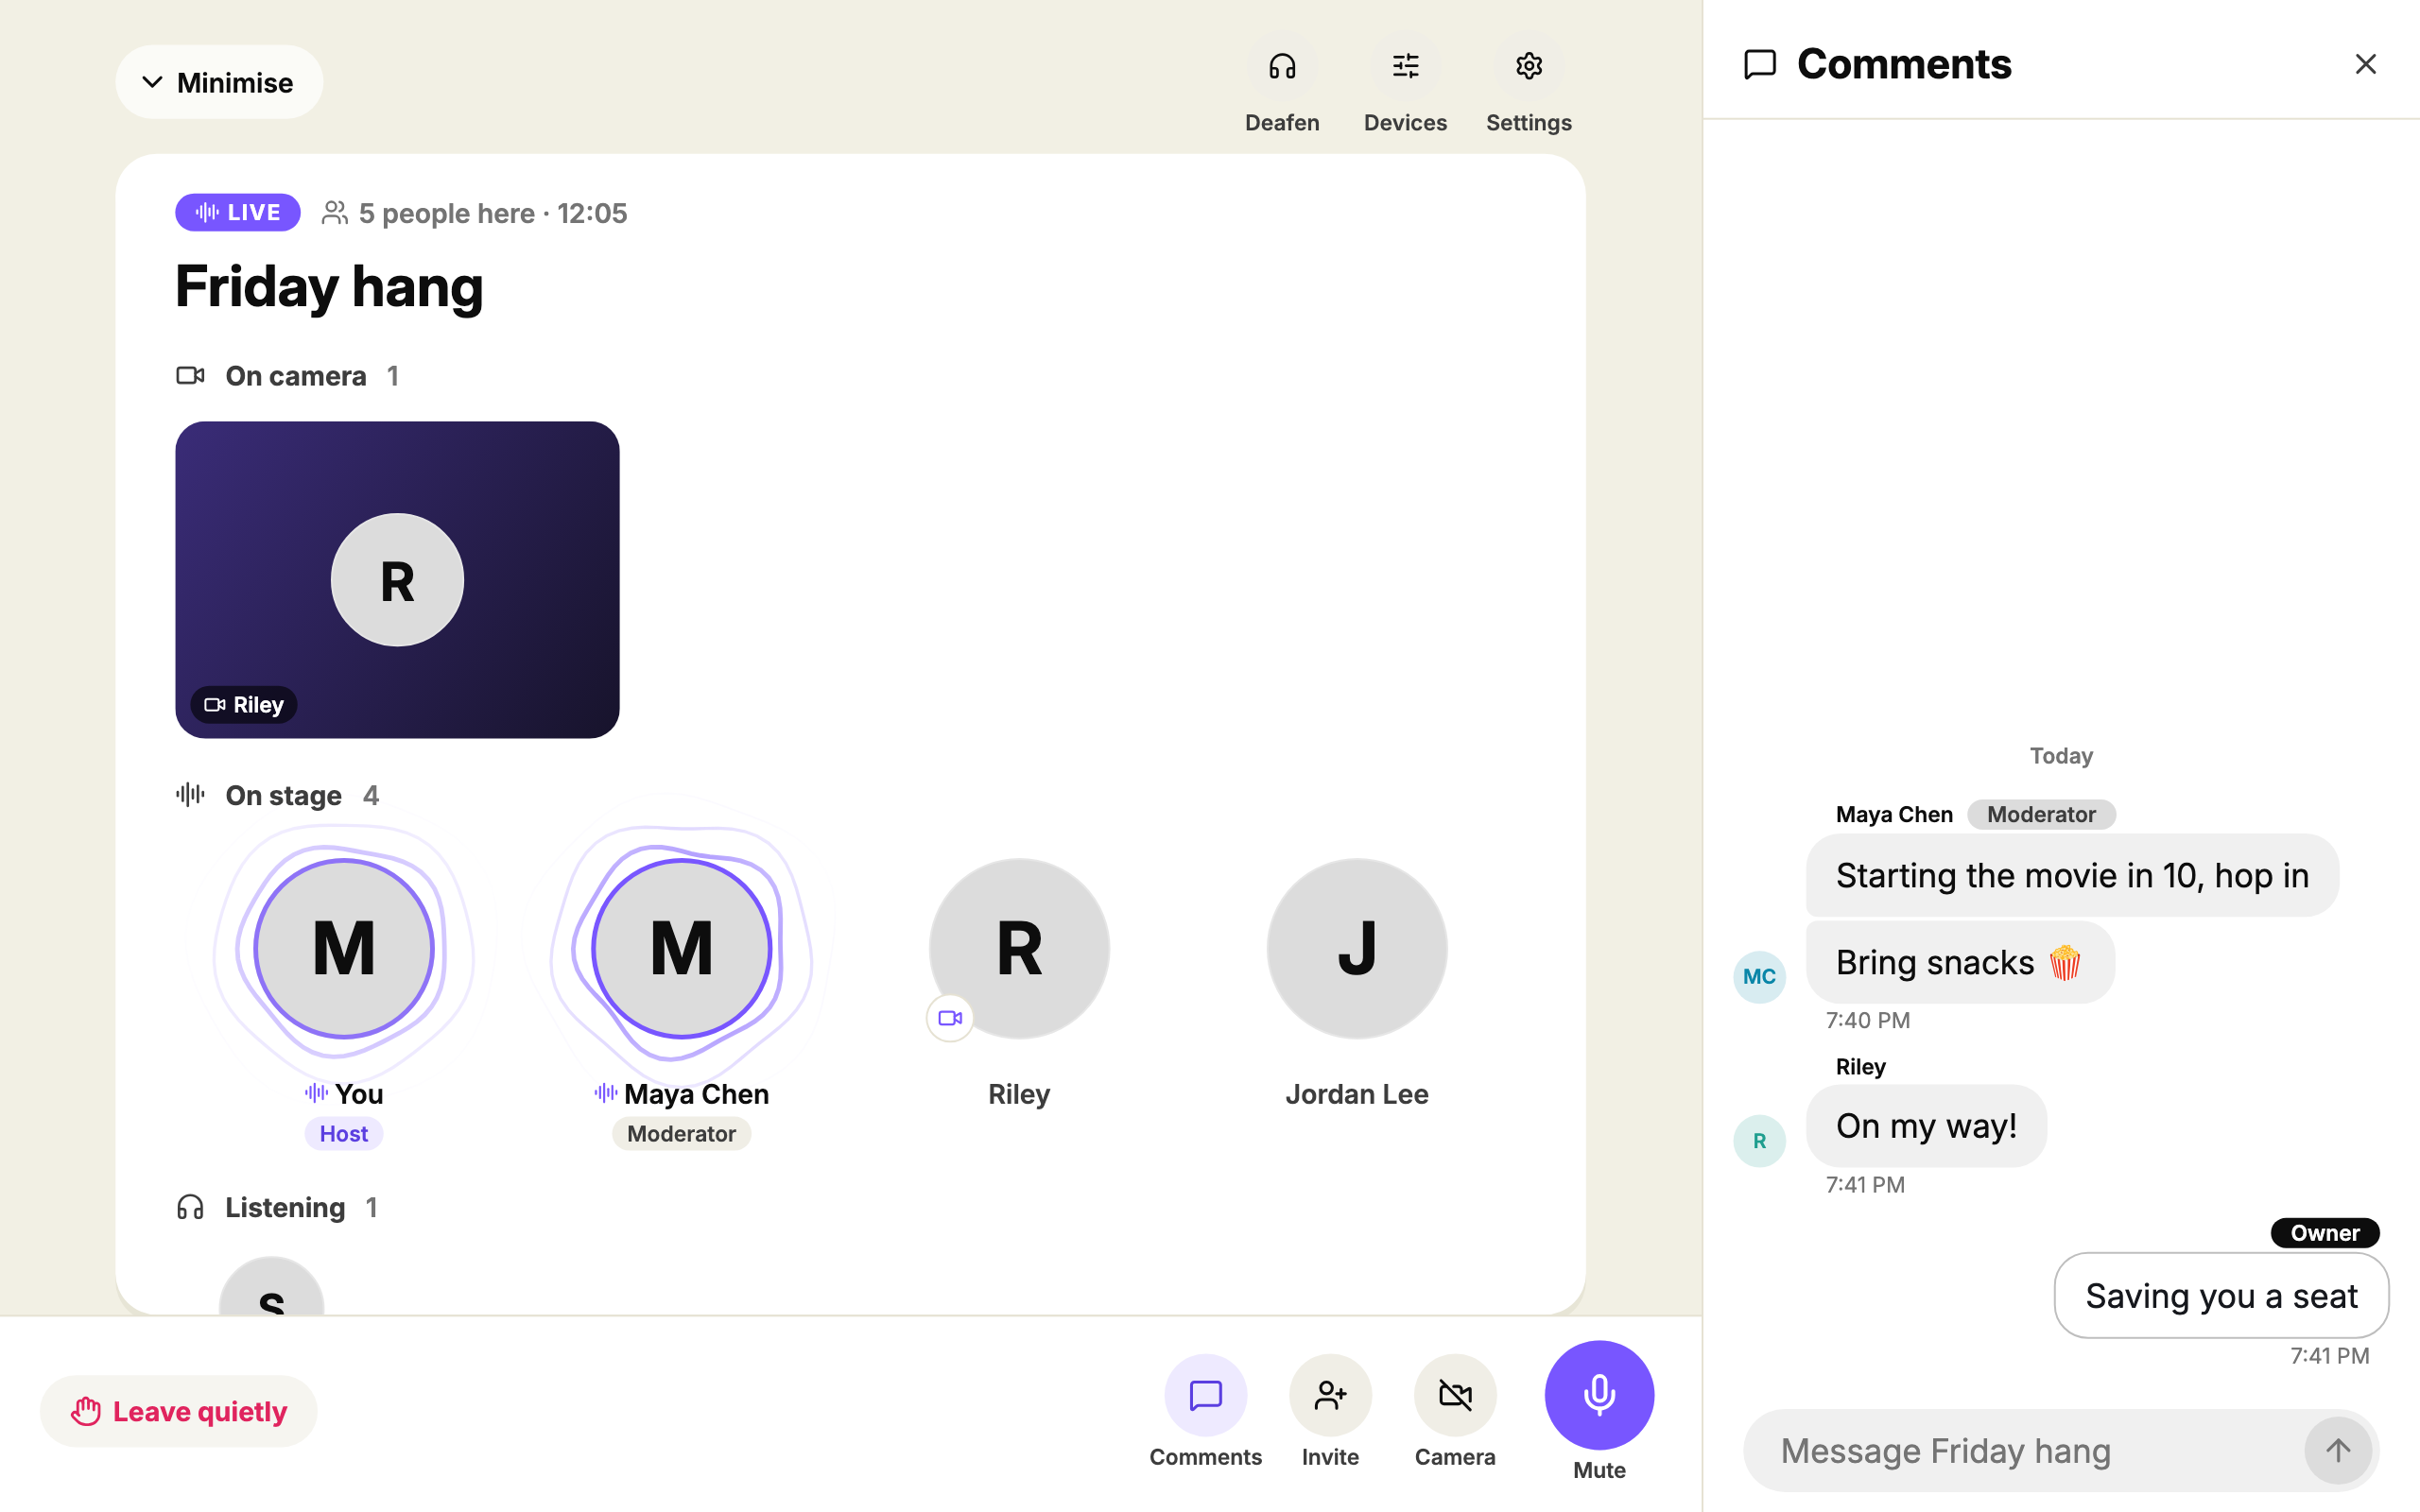 Minimise
Deafen
Devices
Settings
LIVE
5 people here · 12:05
Friday hang
On camera 1
R
Riley
On stage 4
M
M
R
J
You
Maya Chen
Riley
Jordan Lee
Host
Moderator
Listening 1
S
Leave quietly
Comments
Invite
Camera
Mute
Comments
Today
Maya Chen Moderator
Starting the movie in 10, hop in
Bring snacks 🍿
MC
7:40 PM
Riley
On my way!
R
7:41 PM
Owner
Saving you a seat
7:41 PM
Message Friday hang